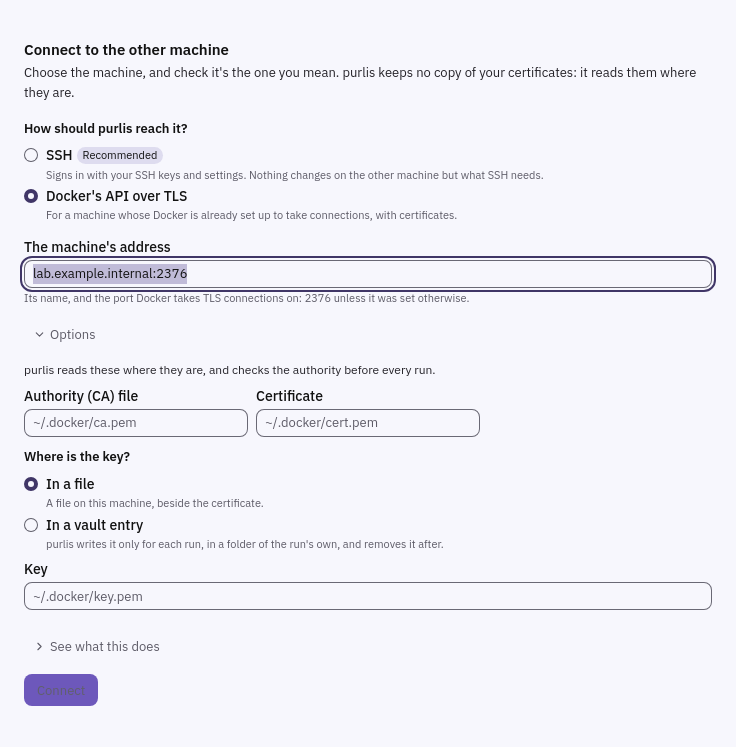 Connect to the other machine
Choose the machine, and check it's the one you mean. purlis keeps no copy of your certificates: it reads them where
they are.
How should purlis reach it?
SSH Recommended
Signs in with your SSH keys and settings. Nothing changes on the other machine but what SSH needs.
Docker's API over TLS
For a machine whose Docker is already set up to take connections, with certificates.
The machine's address
lab.example.internal:2376
Its name, and the port Docker takes TLS connections on: 2376 unless it was set otherwise.
Options
purlis reads these where they are, and checks the authority before every run.
Authority (CA) file Certificate
~/.docker/ca.pem ~/.docker/cert.pem
Where is the key?
In a file
A file on this machine, beside the certificate.
In a vault entry
purlis writes it only for each run, in a folder of the run's own, and removes it after.
Key
~/.docker/key.pem
See what this does
Connect